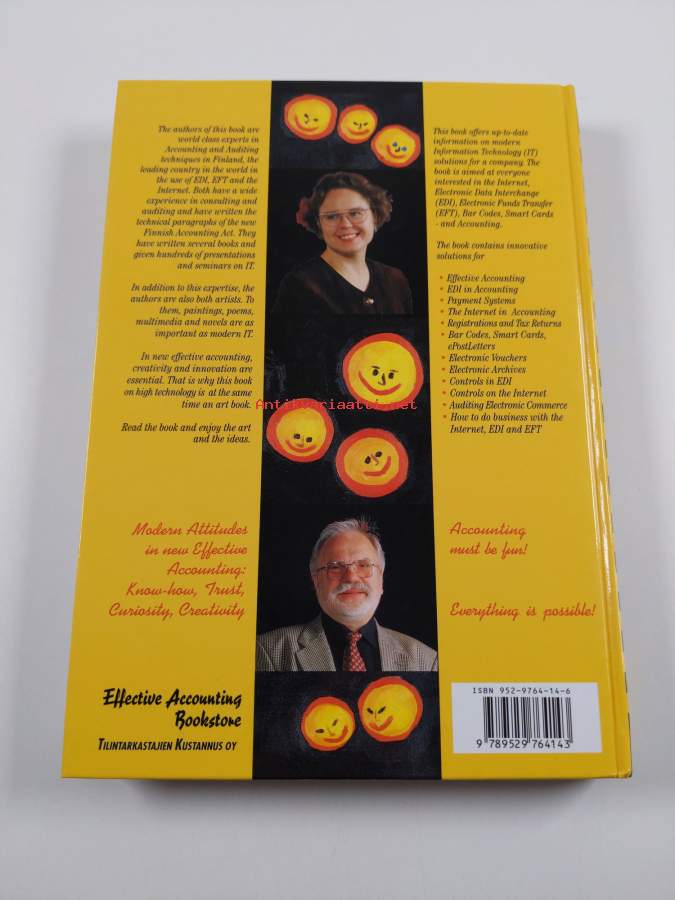 The authors of this book are
world class experts in
Accounting and Auditing
techniques in Finland, the
leading country in the world in
the use of EDI, EFT and the
Internet. Both have a wide
experience in consulting and
auditing and have written the
technical paragraphs of the new
Finnish Accounting Act. They
have written several books and
given hundreds of presentations
and seminars on IT.
In addition to this expertise, the
authors are also both artists. To
them, paintings, poems,
multimedia and novels are as
important as modern IT.
In new effective accounting,
creativity and innovation are
essential. That is why this book
on high technology is at the same
time an art book.
Read the book and enjoy the art
and the ideas.
Modern Attitudes
in new Effective
Accounting:
Know-how, Trust,
Curiosity, Creativity
Effective Accounting
Bookstore
TILINTARKASTAJIEN KUSTANNUS OY
Antikvariaatti.net
This book offers up-to-date
information on modern
Information Technology (IT)
solutions for a company. The
book is aimed at everyone
interested in the Internet,
Electronic Data Interchange
(EDI), Electronic Funds Transfer
(EFT), Bar Codes, Smart Cards
- and Accounting.
The book contains innovative
solutions for
• Effective Accounting
• EDI in Accounting
• Payment Systems
• The Internet in Accounting
• Registrations and Tax Returns
• Bar Codes, Smart Cards,
ePostLetters
• Electronic Vouchers
• Electronic Archives
• Controls in EDI
• Controls on the Internet
• Auditing Electronic Commerce
• How to do business with the
Internet, EDI and EFT
Accounting
must be fun!
Everything is possible!
ISBN 952-9764-14-6
9 789529 764143